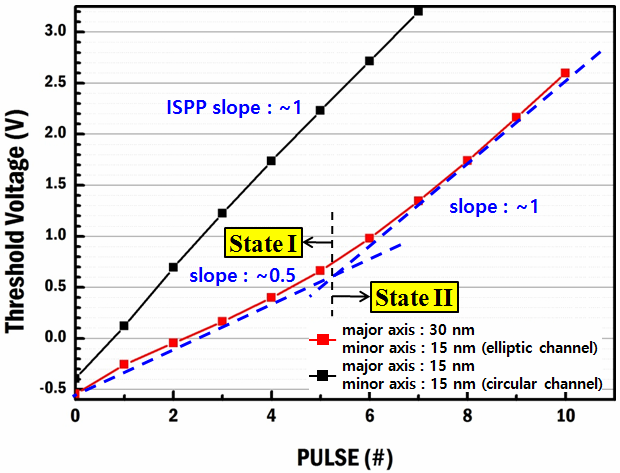 3.0
2.5
2.0
1.5
1.0
0.5
0.0
-0.5
Threshold Voltage (V)
ISPP slope : ~1
slope : ~1
State I
slope : ~0.5
State II
major axis : 30 nm
minor axis : 15 nm (elliptic channel)
major axis : 15 nm
minor axis : 15 nm (circular channel)
0
2
4
6
8
10
PULSE (#)